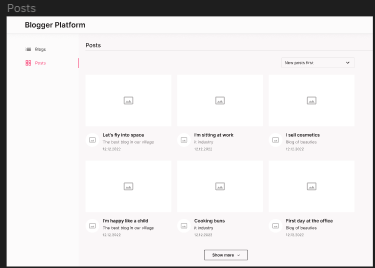 Posts
Blogger Platform
Blogs
Posts
Posts
New posts first
Let's fly into space
The best blog in our village
12.12.2022
I'm sitting at work
It industry
12.12.2022
I sell cosmetics
Blog of beauties
12.12.2022
I'm happy like a child
The best blog in our village
12.12.2022
Cooking buns
It industry
12.12.2022
First day at the office
Blog of beauties
12.12.2022
Show more